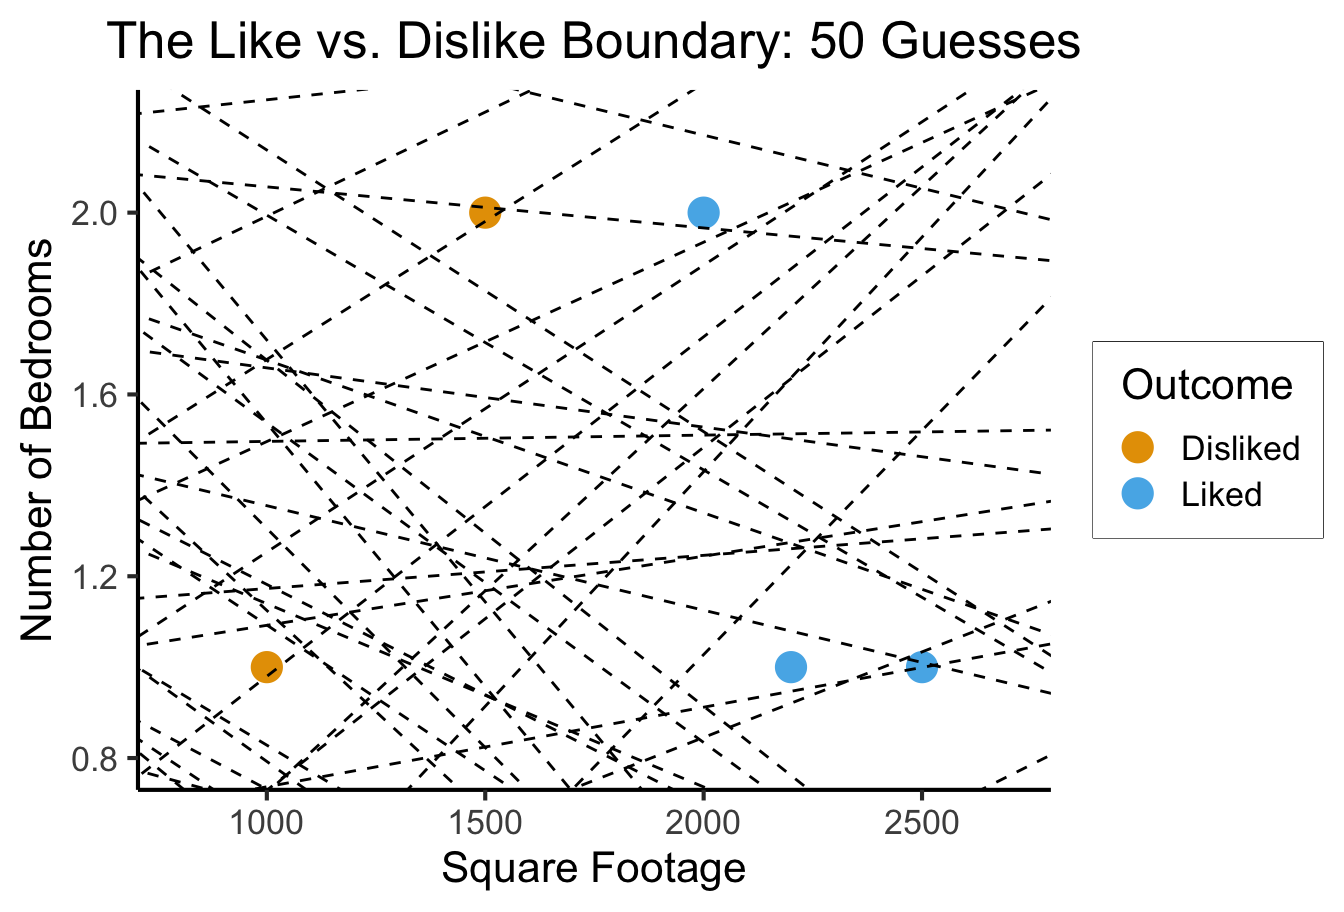 The Like vs. Dislike Boundary: 50 Guesses
Number of Bedrooms
2.0
1.6
1.2
0.8
1000 1500 2000 2500
Square Footage
Outcome
Disliked
Liked